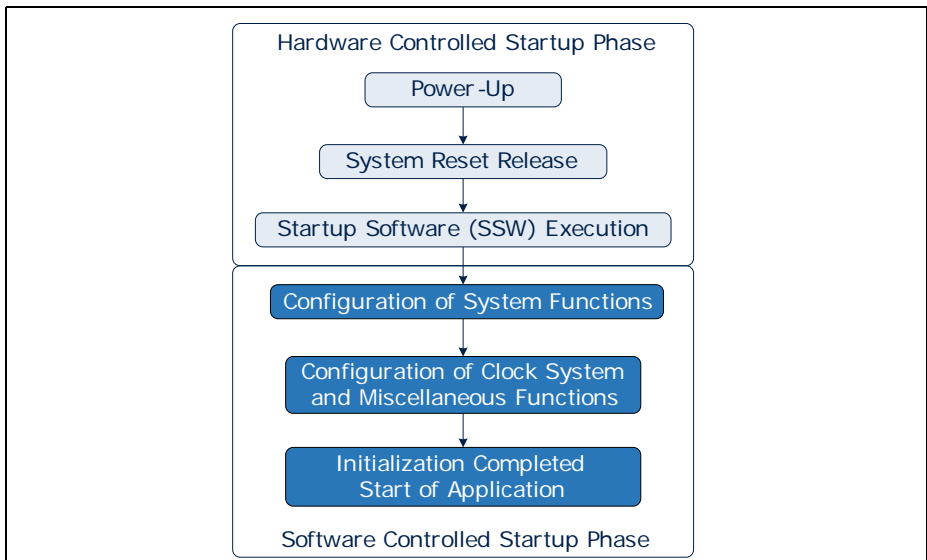 Hardware Controlled Startup Phase
Power-Up
System Reset Release
Startup Software (SSW) Execution
Configuration of System Functions
Configuration of Clock System
and Miscellaneous Functions
Initialization Completed
Start of Application
Software Controlled Startup Phase